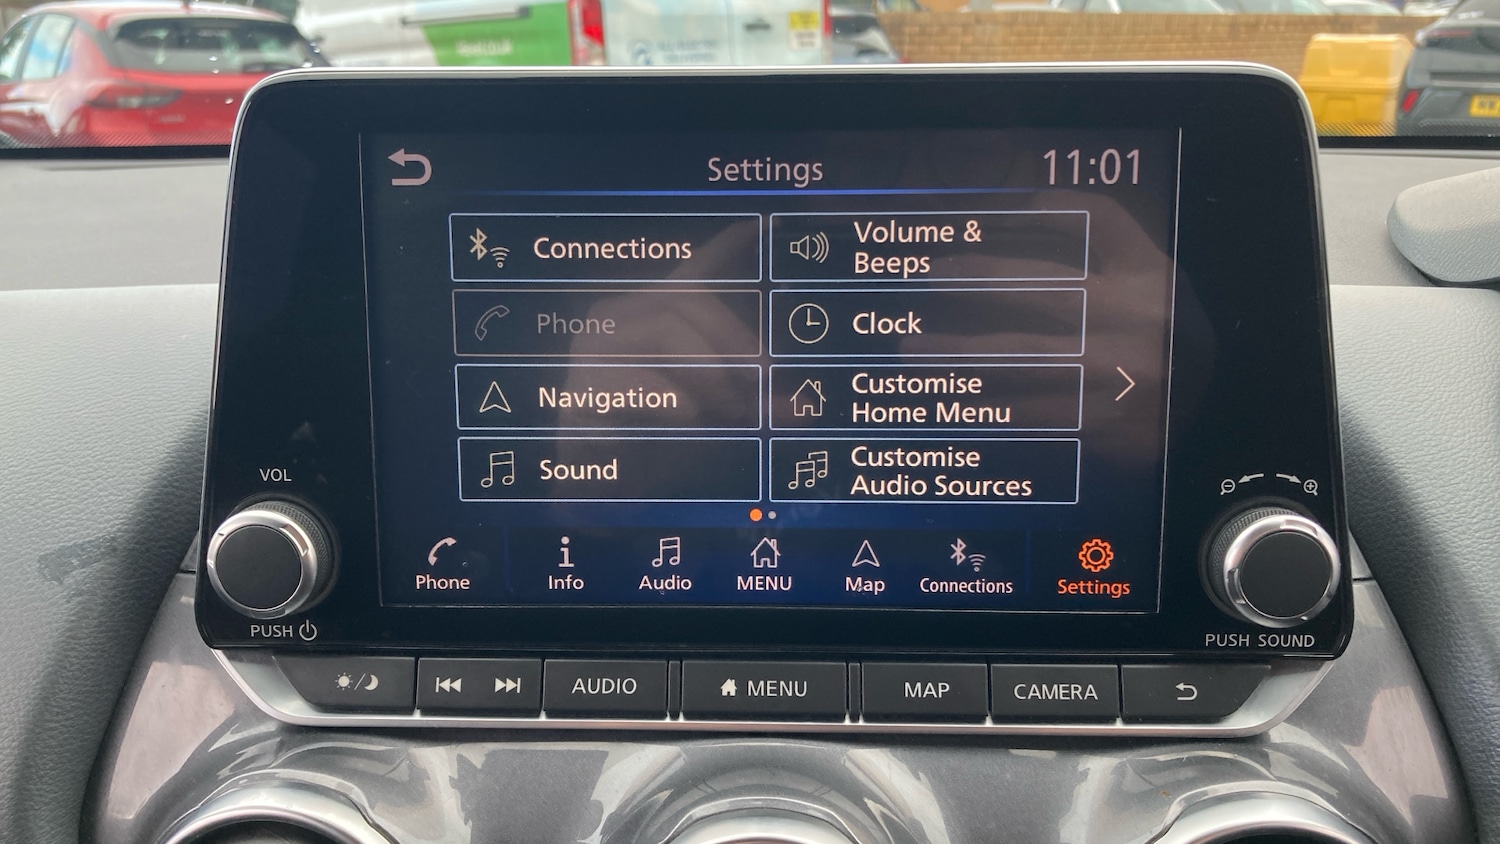 Settings
11:01
Connections
Volume &
Beeps
Phone
Clock
Navigation
Customise
Home Menu
Sound
Customise
Audio Sources
Phone
Info
Audio
MENU
Map
Connections
Settings
VOL
PUSH
PUSH SOUND
AUDIO
MENU
MAP
CAMERA